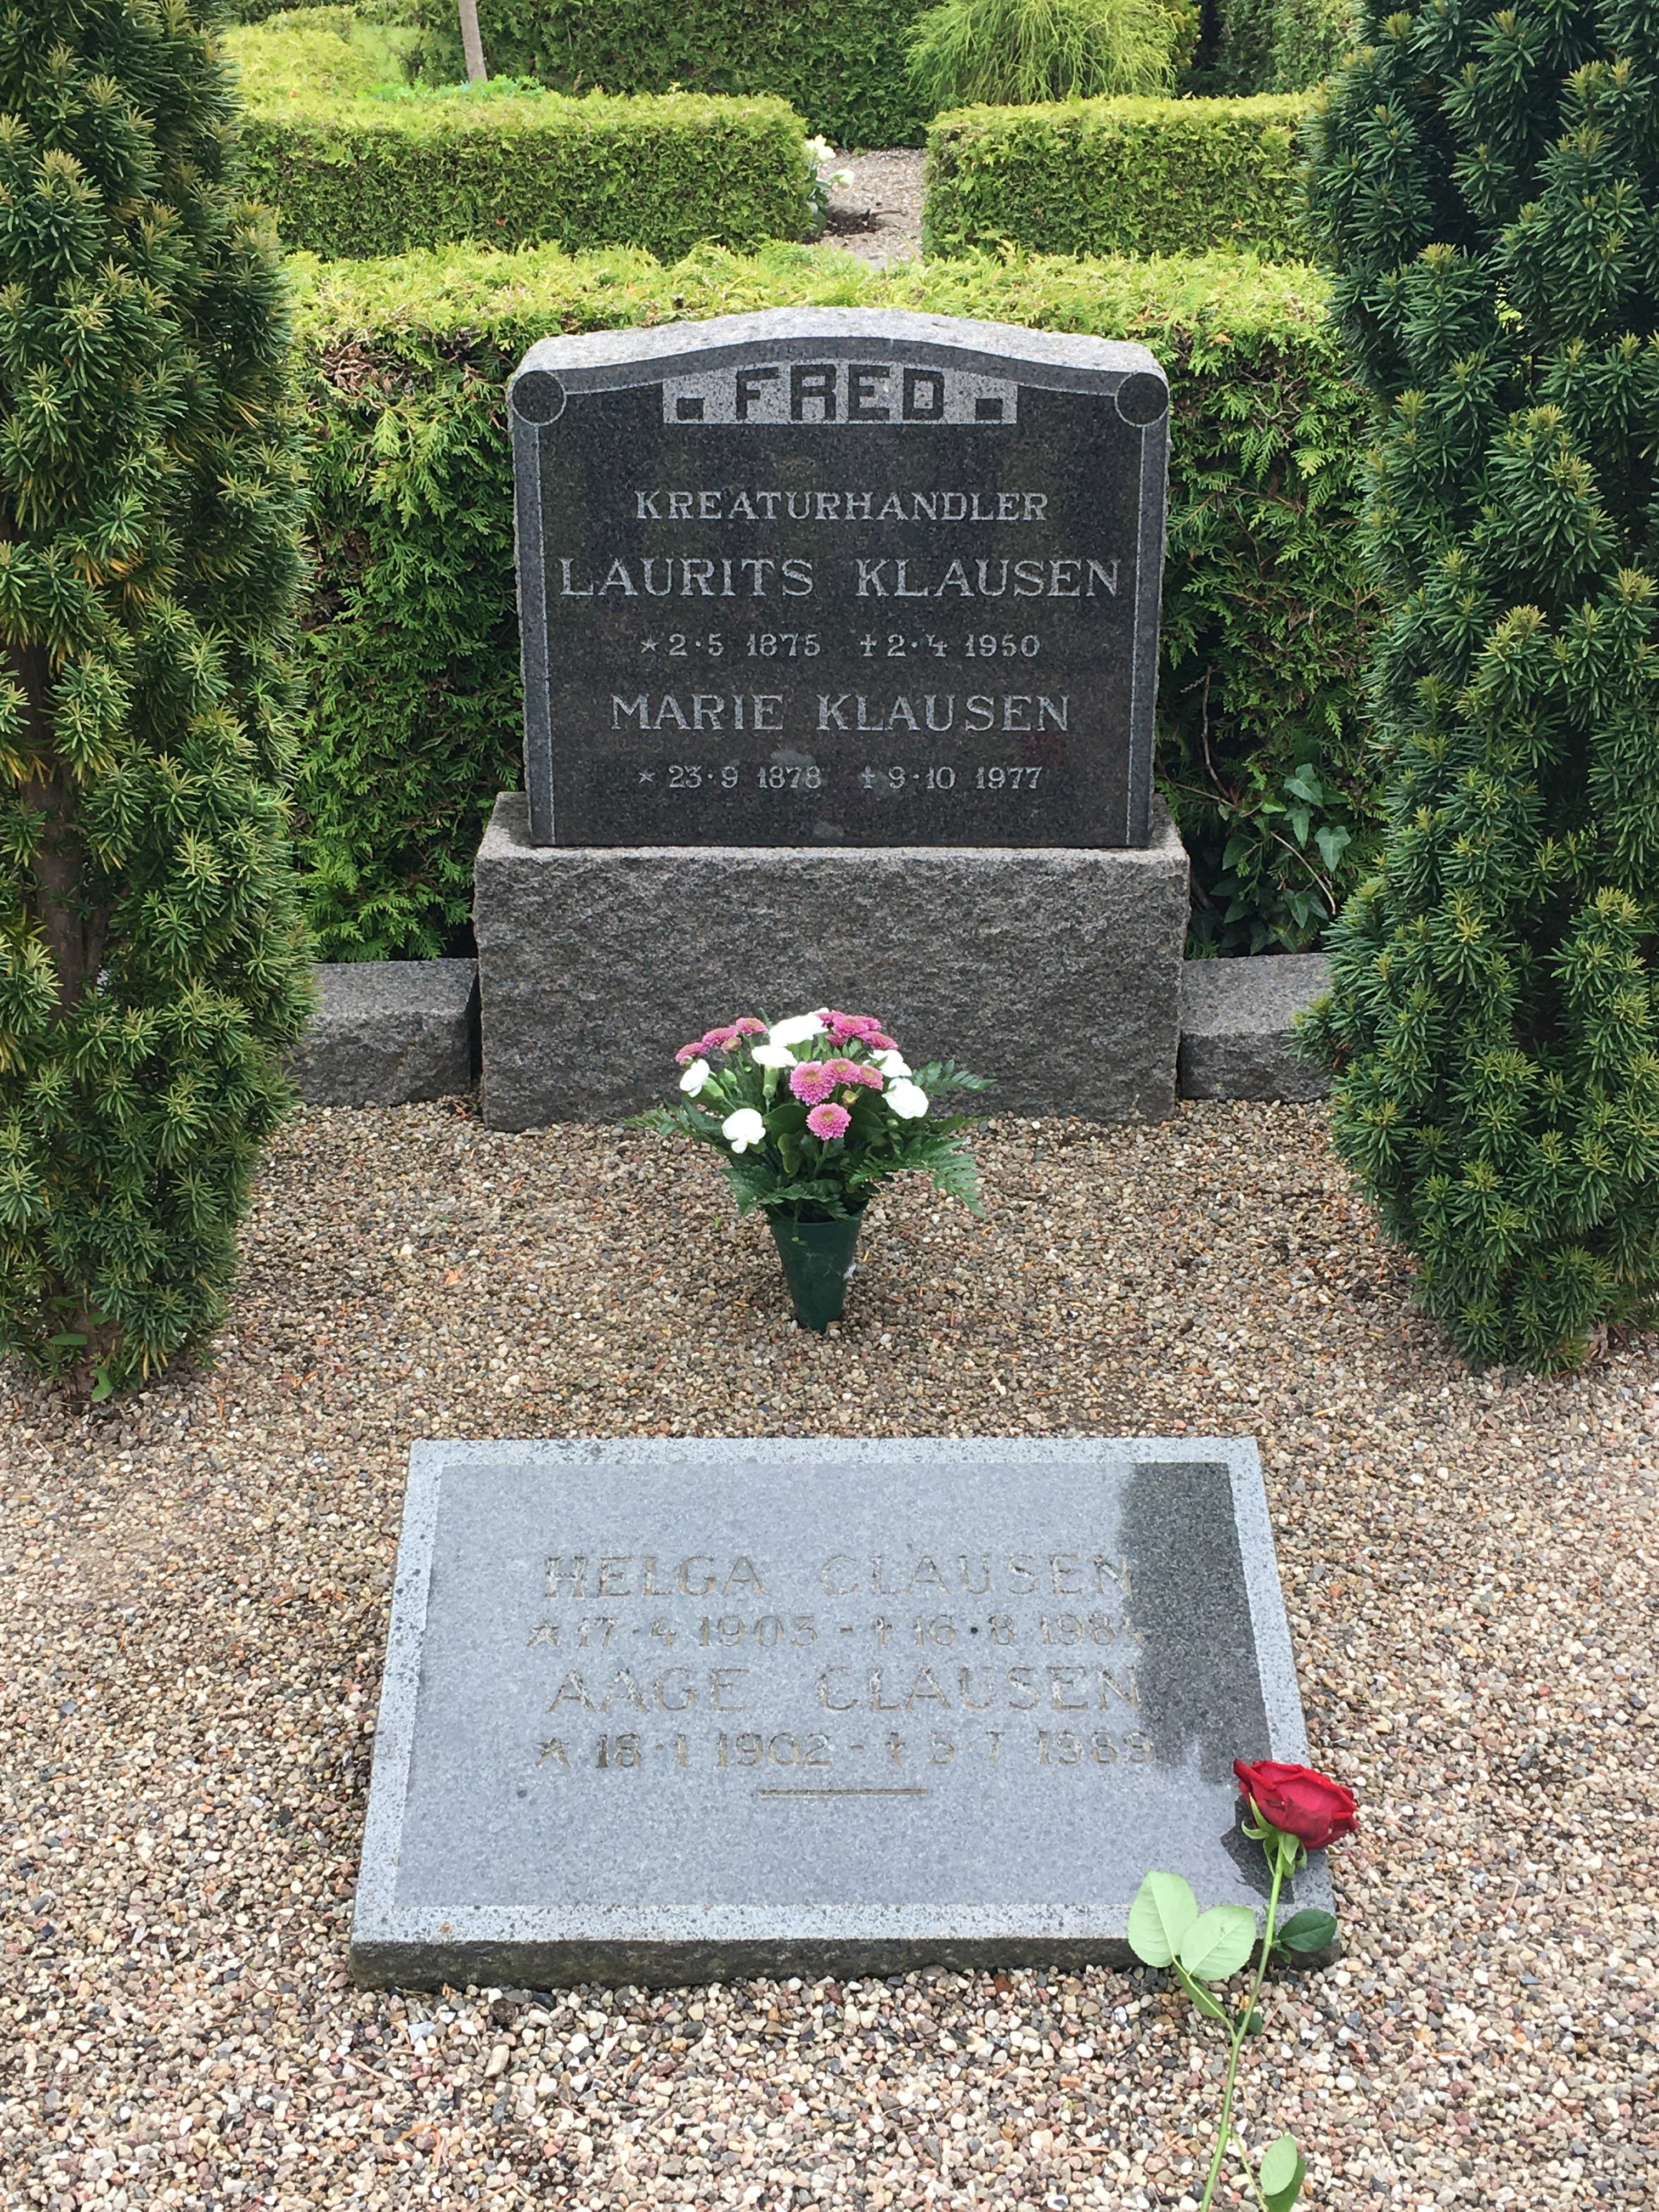 . FRED .
KREATURHANDLER
LAURITS KLAUSEN
* 2·5 1875 † 2·4 1950
MARIE KLAUSEN
* 23·9 1878 † 9·10 1977
HELGA CLAUSEN
* 17·4 1903 - † 16·8 1984
AAGE CLAUSEN
* 18·1 1902 - † 5·7 1989